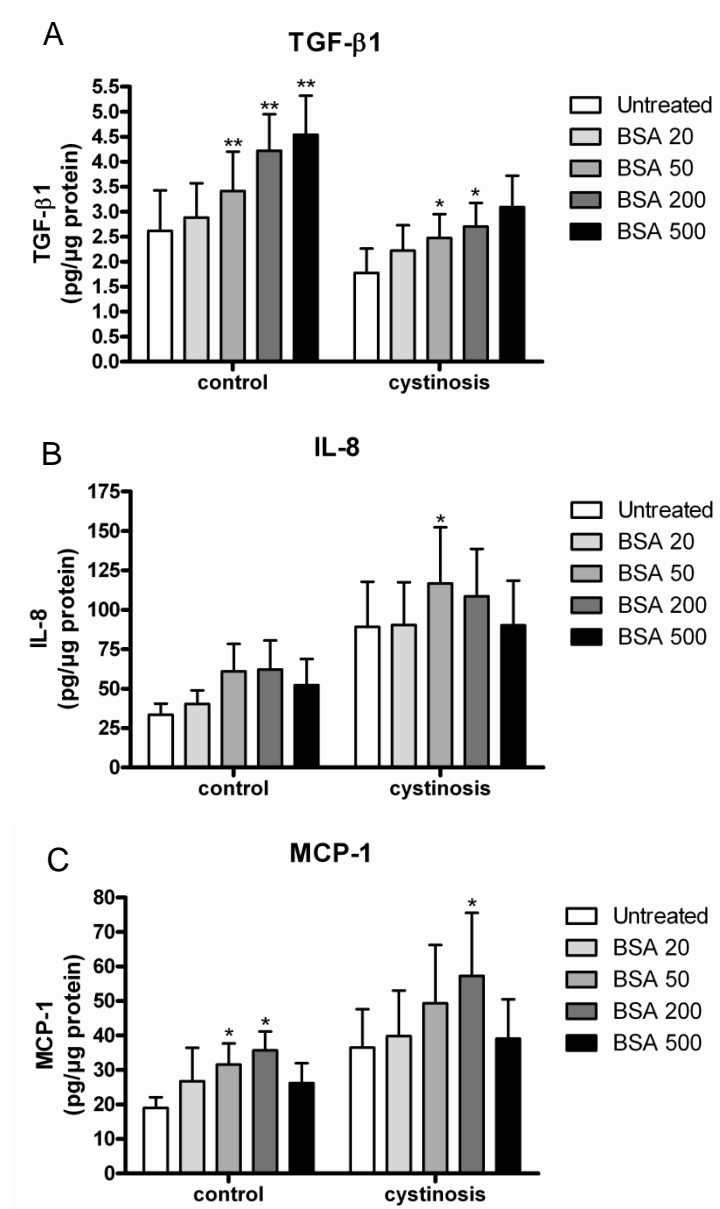 A
TGF-β1
TGF-β1
(pg/µg protein)
5.5
5.0
4.5
4.0
3.5
3.0
2.5
2.0
1.5
1.0
0.5
0.0
** ** **
* *
control cystinosis
Untreated
BSA 20
BSA 50
BSA 200
BSA 500
B
IL-8
IL-8
(pg/µg protein)
175
150
125
100
75
50
25
0
*
control cystinosis
Untreated
BSA 20
BSA 50
BSA 200
BSA 500
C
MCP-1
MCP-1
(pg/µg protein)
80
70
60
50
40
30
20
10
0
* *
*
control cystinosis
Untreated
BSA 20
BSA 50
BSA 200
BSA 500